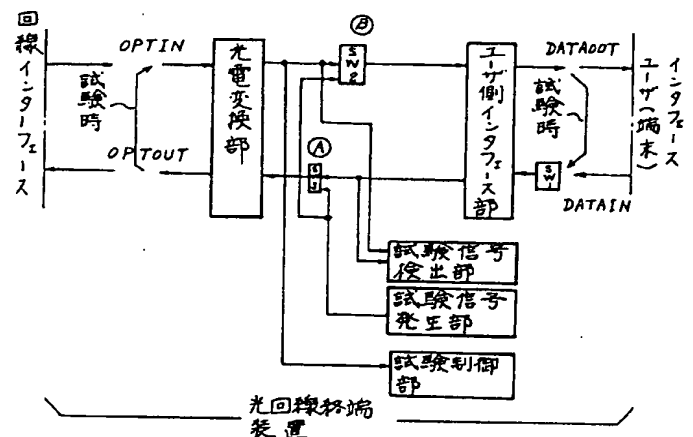 回線インターフェース
OPTIN
試験時
OPTOUT
光電変換部
Ⓑ
SW2
Ⓐ
ユーザ側インタフェース部
DATAOOT
試験時
SW1
DATAIN
インタフェース
ユーザ(端末)
試験信号
検出部
試験信号
発生部
試験制御
部
光回線終端
装置